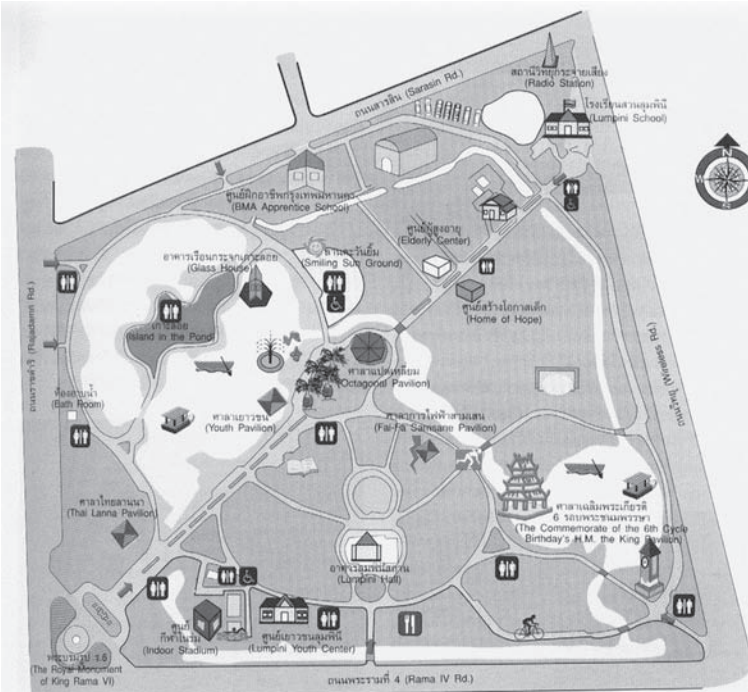 สถานีวิทยุกระจายเสียง
(Radio Station)
ถนนสารสิน (Sarasin Rd.)
โรงเรียนสวนลุมพินี
(Lumpini School)
N
W
ศูนย์ฝึกอาชีพกรุงเทพมหานคร
(BMA Apprentice School)
ศูนย์ผู้สูงอายุ
(Elderly Center)
ลานตะวันยิ้ม
(Smiling Sun Ground)
อาคารเรือนกระจกเกาะลอย
(Glass House)
ถนนราชดำริ (Rajadamri Rd.)
เกาะลอย
(Island in the Pond)
ศูนย์สร้างโอกาสเด็ก
(Home of Hope)
ถนนวิทยุ (Wireless Rd.)
ศาลาแปดเหลี่ยม
(Octagonal Pavilion)
ห้องอาบน้ำ
(Bath Room)
ศาลาเยาวชน
(Youth Pavilion)
ศาลาการไฟฟ้าสามเสน
(Fai-Fa Samsane Pavilion)
ศาลาไทยลานนา
(Thai Lanna Pavilion)
ศาลาเฉลิมพระเกียรติ
6 รอบพระชนมพรรษา
(The Commemorate of the 6th Cycle
Birthday's H.M. the King Pavilion)
อาคารลุมพินีสถาน
(Lumpini Hall)
ศูนย์
กีฬาในร่ม
(Indoor Stadium)
ศูนย์เยาวชนลุมพินี
(Lumpini Youth Center)
พระบรมรูป ร.6
(The Royal Monument
of King Rama VI)
ถนนพระรามที่ 4 (Rama IV Rd.)